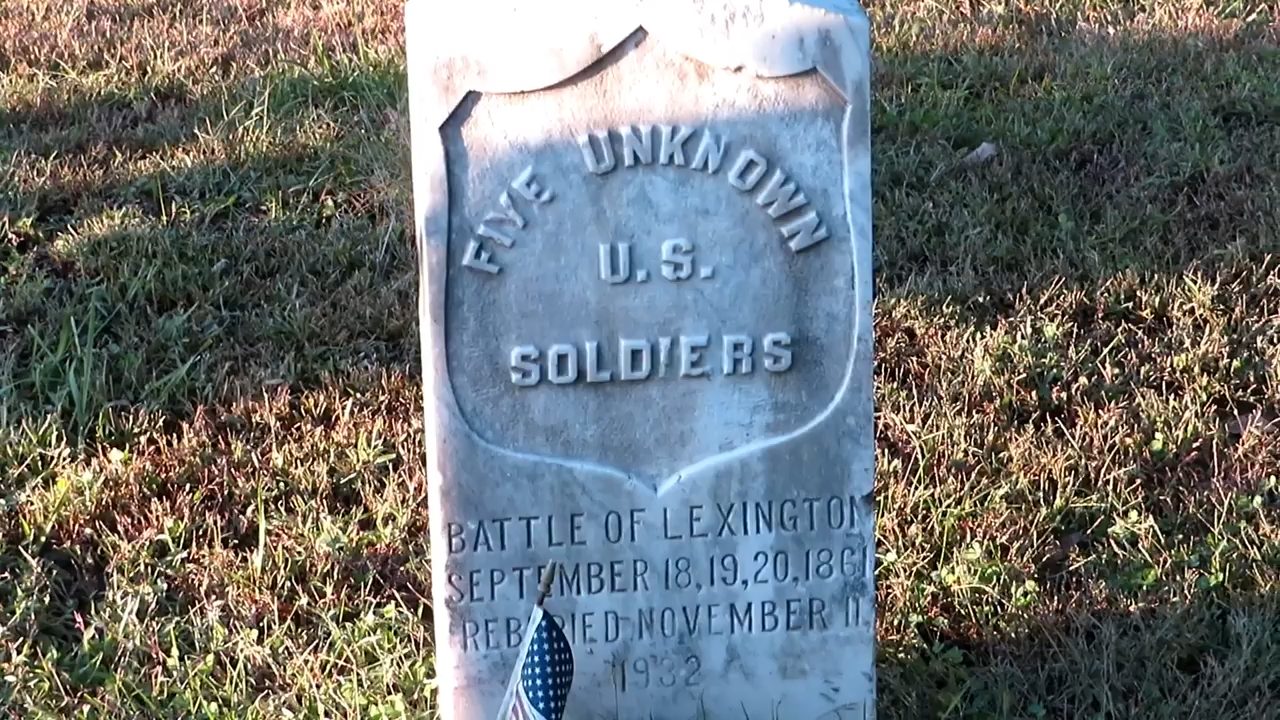 FIVE UNKNOWN
U.S.
SOLDIERS
BATTLE OF LEXINGTON
SEPTEMBER 18,19,20,1861
REBURIED NOVEMBER 11,
1932